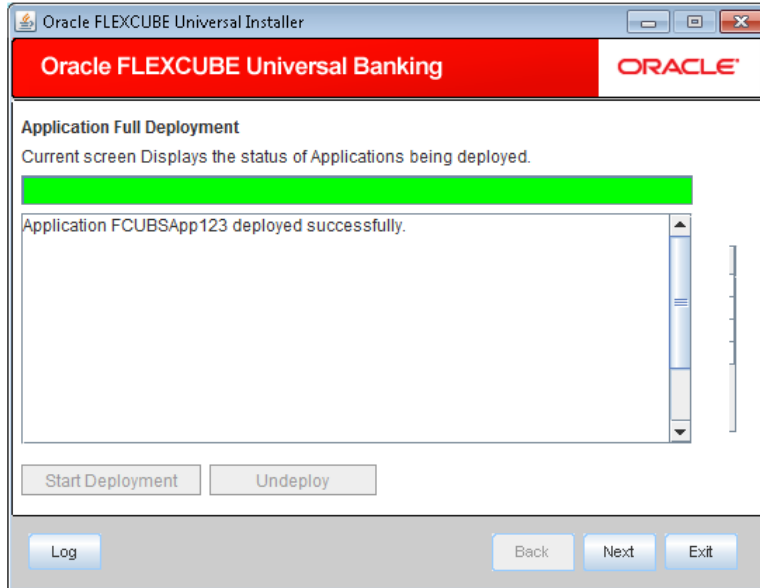 Oracle FLEXCUBE Universal Installer
Oracle FLEXCUBE Universal Banking
ORACLE
Application Full Deployment
Current screen Displays the status of Applications being deployed.
Application FCUBSApp123 deployed successfully.
Start Deployment Undeploy
Log Back Next Exit